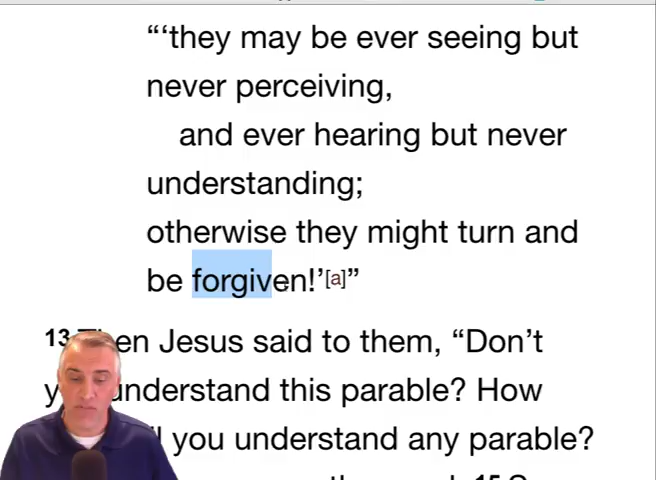 “‘they may be ever seeing but
never perceiving,
and ever hearing but never
understanding;
otherwise they might turn and
be forgiven!’[a]”
13 Then Jesus said to them, “Don’t
understand this parable? How
you understand any parable?